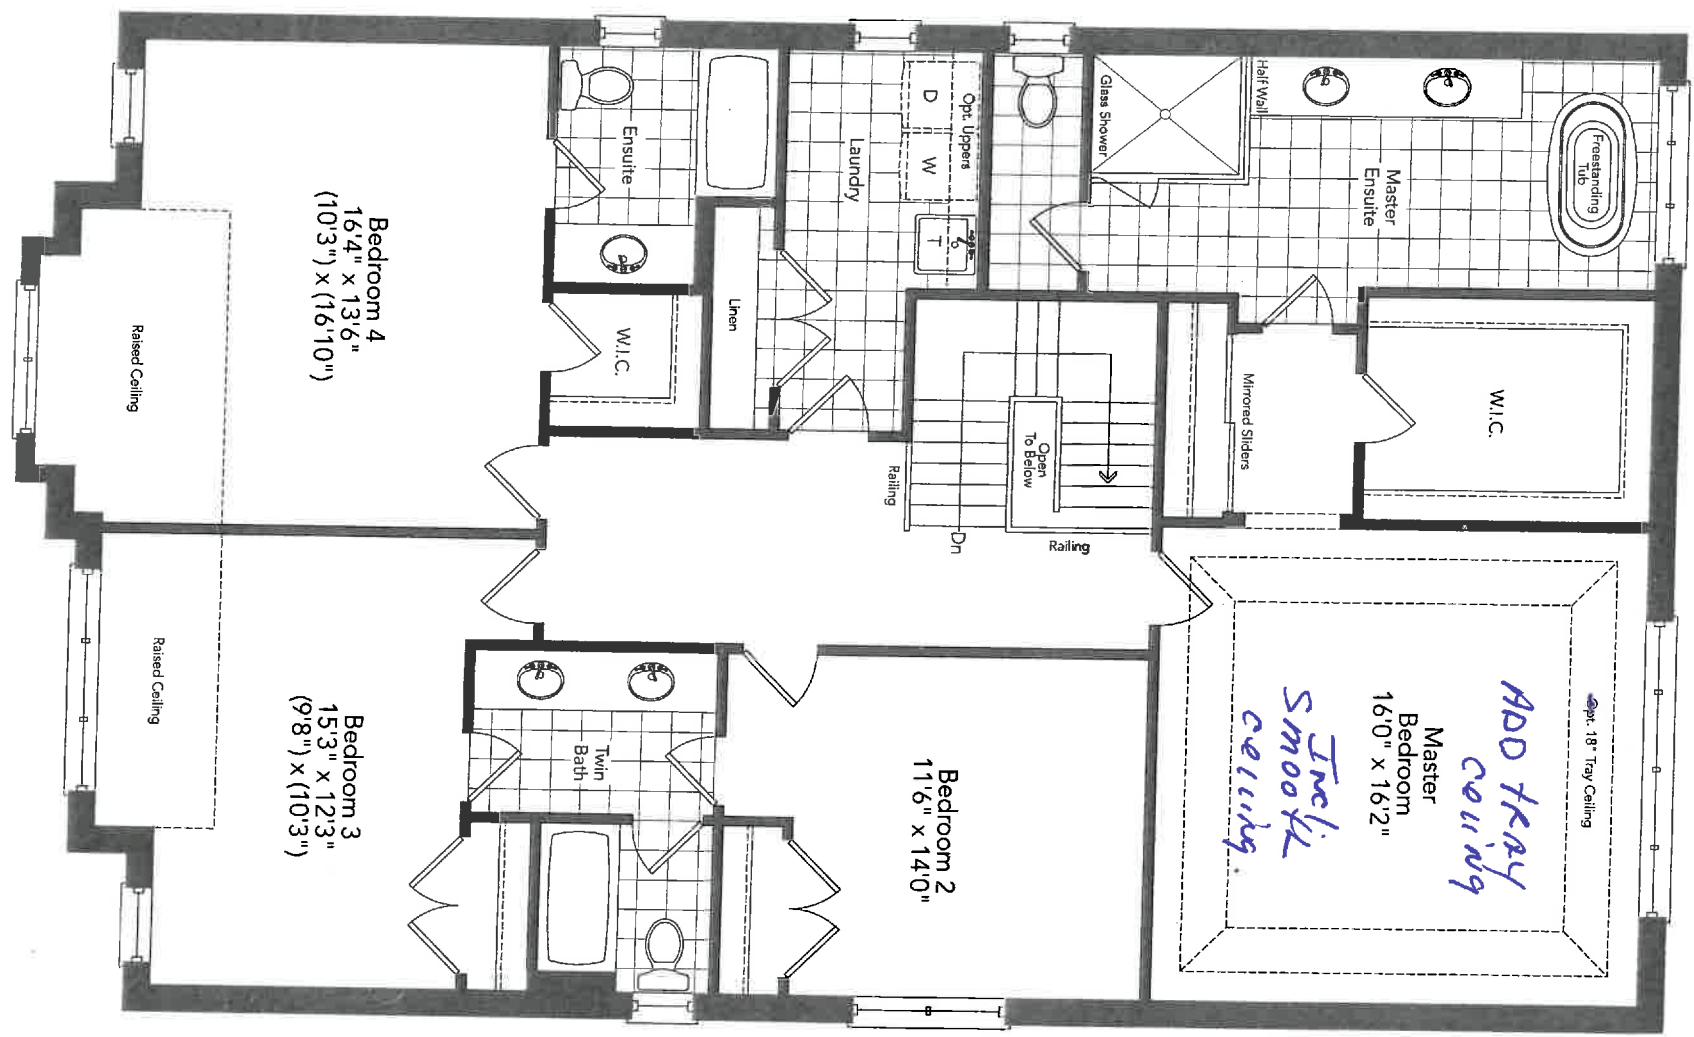 Ensuite
Opt. Uppers
D
W
T
Laundry
Glass Shower
Half Wall
Master
Ensuite
Freestanding
Tub
Bedroom 4
16'4" x 13'6"
(10'3") x (16'10")
Raised Ceiling
W.I.C.
Linen
Railing
Open
To Below
Dn
Railing
Mirrored Sliders
W.I.C.
Raised Ceiling
Bedroom 3
15'3" x 12'3"
(9'8") x (10'3")
Twin
Bath
Bedroom 2
11'6" x 14'0"
Opt. 18" Tray Ceiling
ADD TRAY
CEILING
Master
Bedroom
16'0" x 16'2"
Incl.
SMOOTH
CEILING